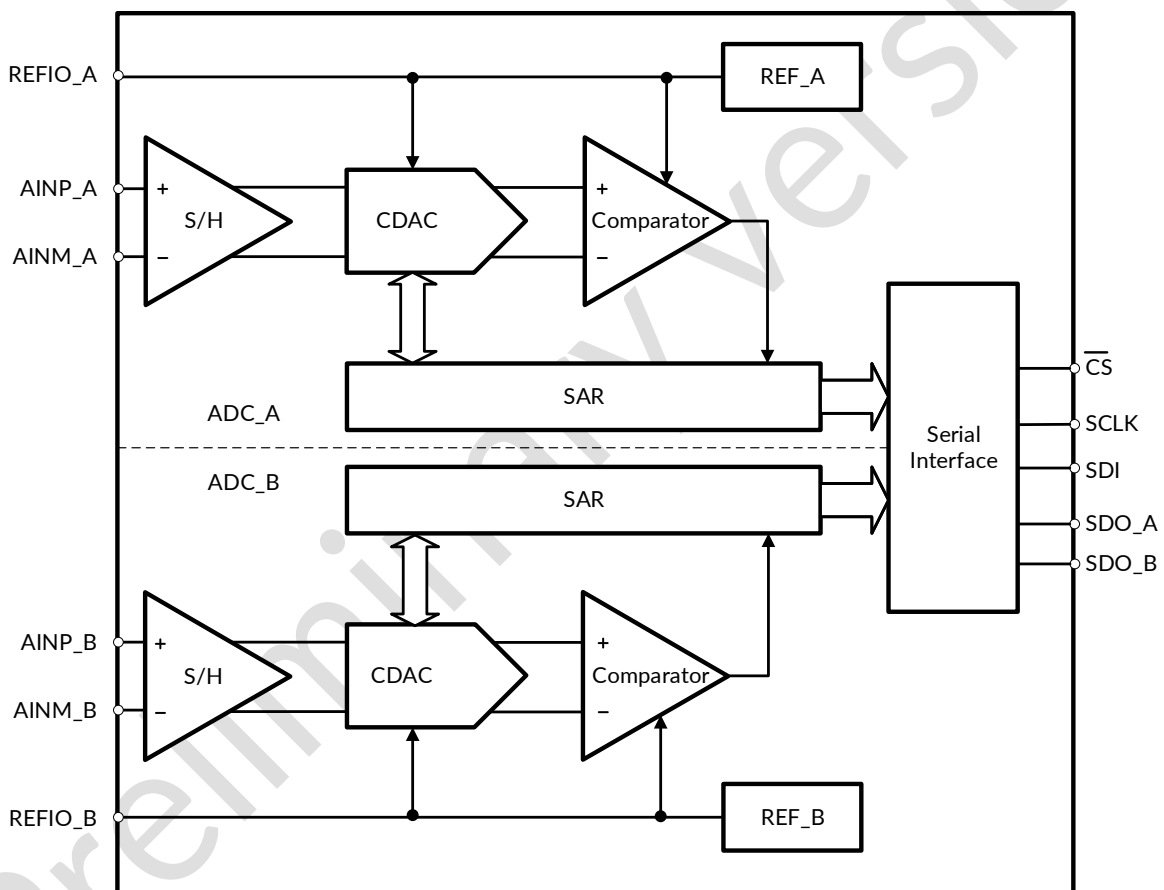 REFIO_A
REF_A
AINP_A
+
+
S/H
CDAC
Comparator
AINM_A
−
−
CS
SAR
ADC_A
SCLK
Serial
Interface
SDI
ADC_B
SAR
SDO_A
SDO_B
AINP_B
+
+
S/H
CDAC
Comparator
AINM_B
−
−
REFIO_B
REF_B
Preliminary version